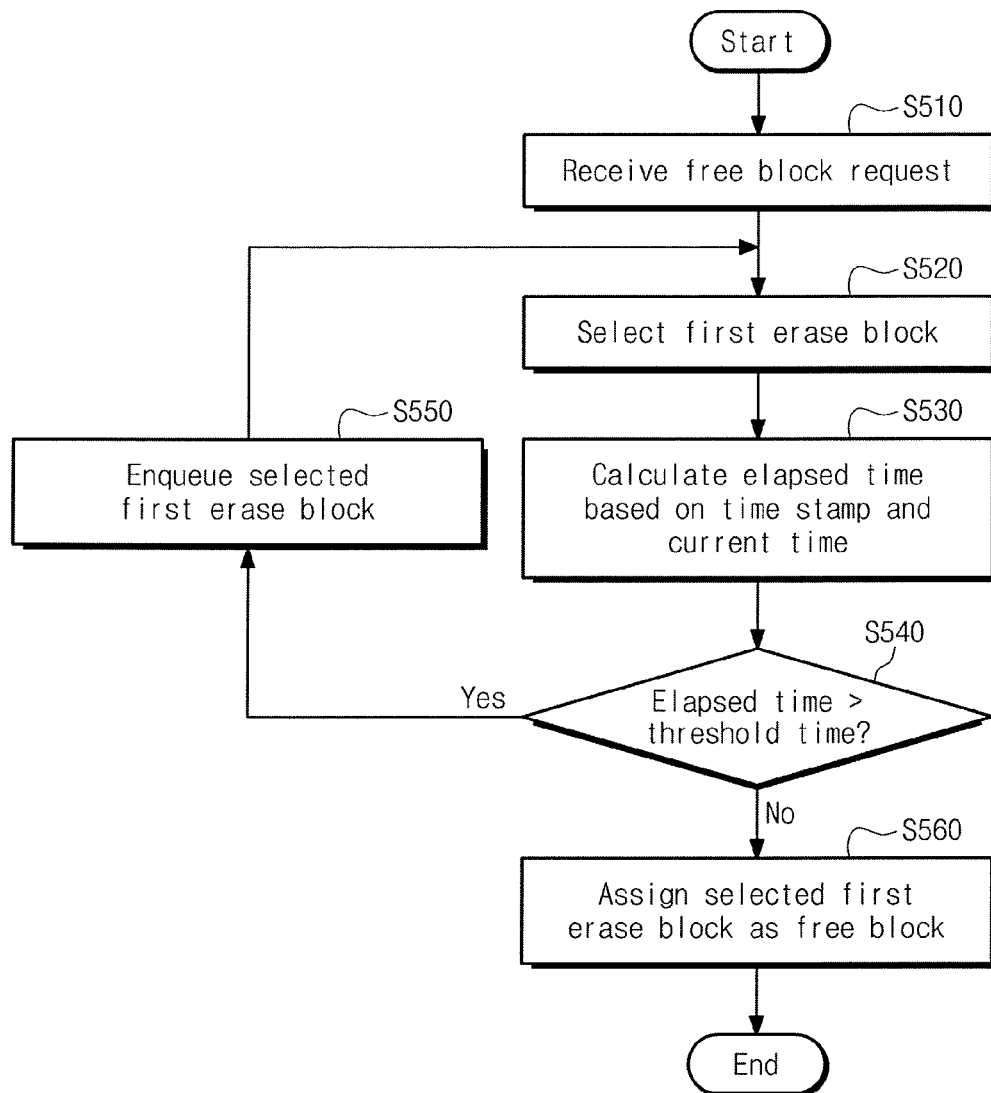 Start
S510
Receive free block request
S520
Select first erase block
S550
Enqueue selected
first erase block
S530
Calculate elapsed time
based on time stamp and
current time
S540
Yes
Elapsed time >
threshold time?
No
S560
Assign selected first
erase block as free block
End